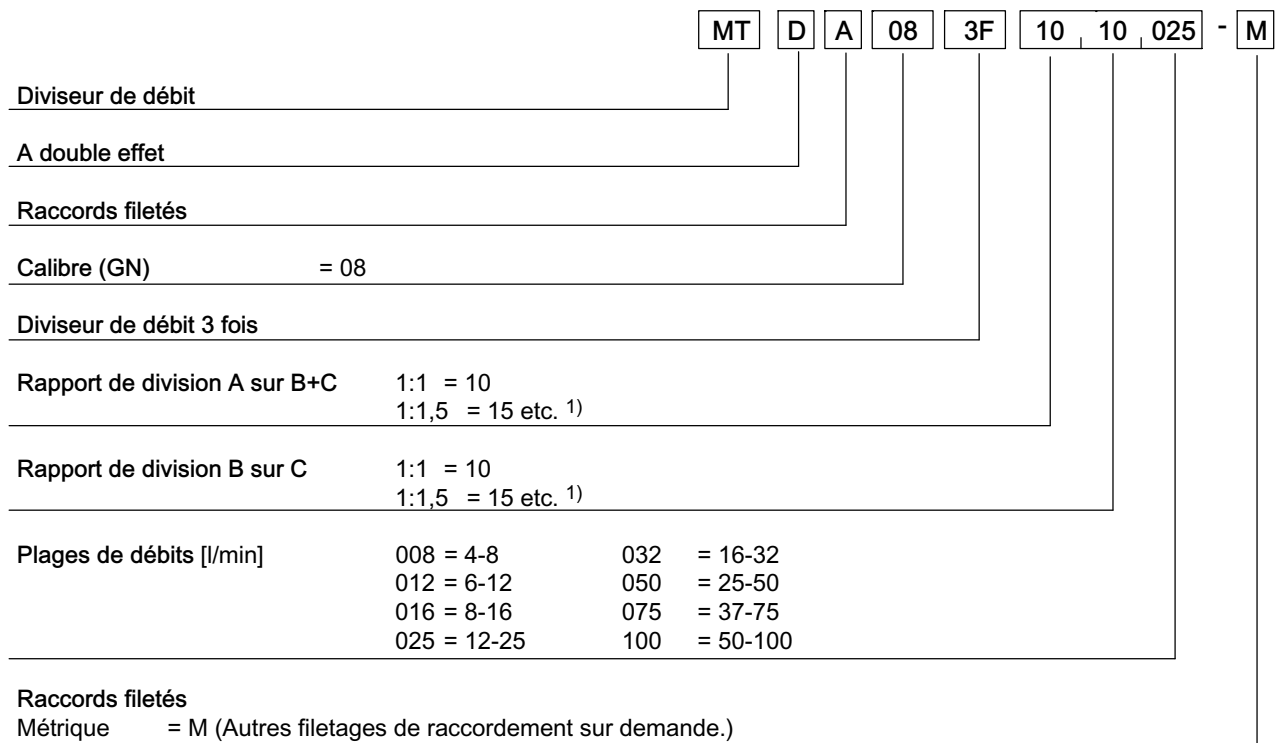 MT D A 08 3F 10 10 025 - M
Diviseur de débit
A double effet
Raccords filetés
Calibre (GN) = 08
Diviseur de débit 3 fois
Rapport de division A sur B+C 1:1 = 10
1:1,5 = 15 etc. 1)
Rapport de division B sur C 1:1 = 10
1:1,5 = 15 etc. 1)
Plages de débits [l/min] 008 = 4-8 032 = 16-32
012 = 6-12 050 = 25-50
016 = 8-16 075 = 37-75
025 = 12-25 100 = 50-100
Raccords filetés
Métrique = M (Autres filetages de raccordement sur demande.)